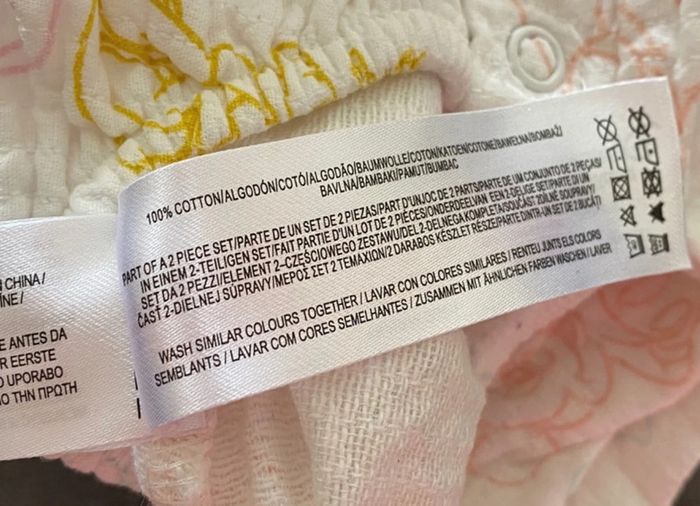 100% COTTON/ALGODÓN/COTÓ/ALGODÃO/BAUMWOLLE/COTON/KATOEN/COTONE/BAWEŁNA/BOMBAŽ/
BAVLNA/BAMBAKI/PAMUT/BUMBAC
PART OF A 2 PIECE SET/PARTE DE UN SET DE 2 PIEZAS/PART D'UN JOC DE 2 PARTS/PARTE DE UM CONJUNTO DE 2 PEÇAS/
IN EINEM 2-TEILIGEN SET/FAIT PARTIE D'UN LOT DE 2 PIÈCES/ONDERDEEL VAN EEN 2-DELIGE SET/PARTE DI UN
SET DA 2 PEZZI/ELEMENT 2-CZĘŚCIOWEGO ZESTAWU/DEL 2-DELNEGA KOMPLETA/SOUČÁST 2DÍLNÉ SOUPRAVY/
ČASŤ 2-DIELNEJ SÚPRAVY/ΜΕΡΟΣ ΣΕΤ 2 ΤΕΜΑΧΙΩΝ/2 DARABOS KÉSZLET RÉSZE/PARTE DINTR-UN SET DE 2 BUCĂȚI
WASH SIMILAR COLOURS TOGETHER / LAVAR CON COLORES SIMILARES / RENTEU JUNTS ELS COLORS
SEMBLANTS / LAVAR COM CORES SEMELHANTES / ZUSAMMEN MIT ÄHNLICHEN FARBEN WASCHEN / LAVER
CHINA/
E ANTES DA
R EERSTE
O UPORABO
Ο ΤΗΝ ΠΡΩΤΗ